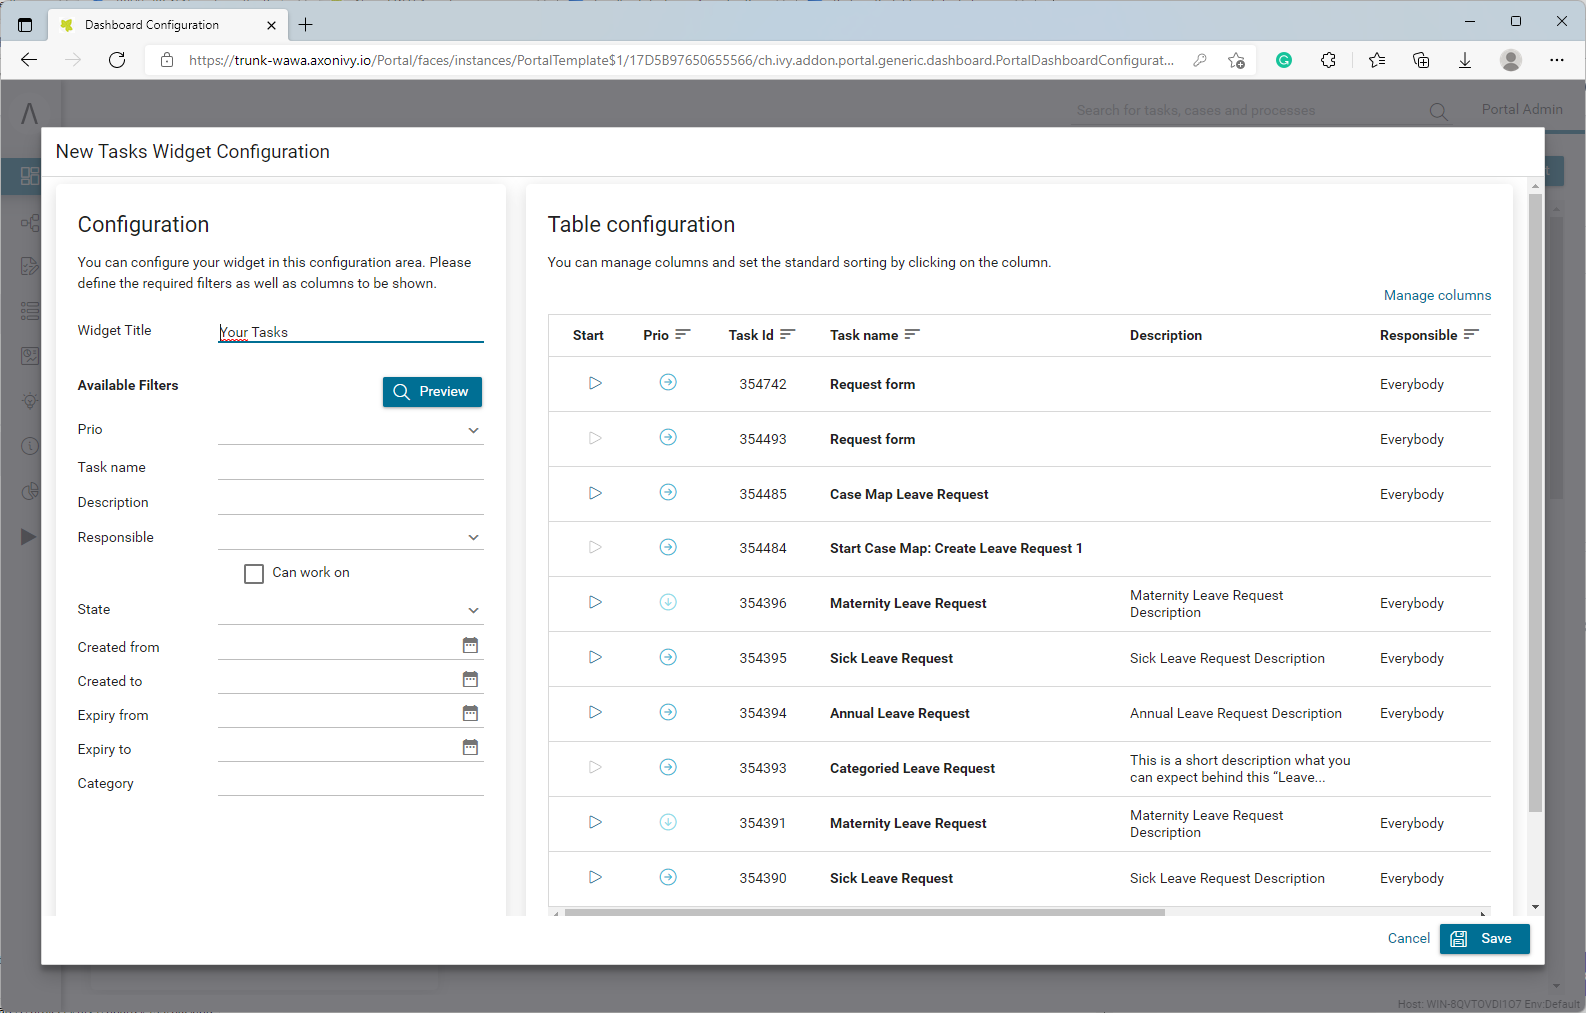 Dashboard Configuration
https://trunk-wawa.axonivy.io/Portal/faces/instances/PortalTemplate$1/17D5B97650655566/ch.ivy.addon.portal.generic.dashboard.PortalDashboardConfigurat...
Search for tasks, cases and processes
Portal Admin
New Tasks Widget Configuration
Configuration
You can configure your widget in this configuration area. Please
define the required filters as well as columns to be shown.
Widget Title
Your Tasks
Available Filters
Preview
Prio
Task name
Description
Responsible
Can work on
State
Created from
Created to
Expiry from
Expiry to
Category
Table configuration
You can manage columns and set the standard sorting by clicking on the column.
Manage columns
Start Prio Task Id Task name Description Responsible
354742 Request form Everybody
354493 Request form Everybody
354485 Case Map Leave Request Everybody
354484 Start Case Map: Create Leave Request 1
354396 Maternity Leave Request Maternity Leave Request
Description Everybody
354395 Sick Leave Request Sick Leave Request Description Everybody
354394 Annual Leave Request Annual Leave Request Description Everybody
354393 Categoried Leave Request This is a short description what you
can expect behind this “Leave...
354391 Maternity Leave Request Maternity Leave Request
Description Everybody
354390 Sick Leave Request Sick Leave Request Description Everybody
Cancel
Save
Host: WIN-8QVTOVDI1O7 Env:Default